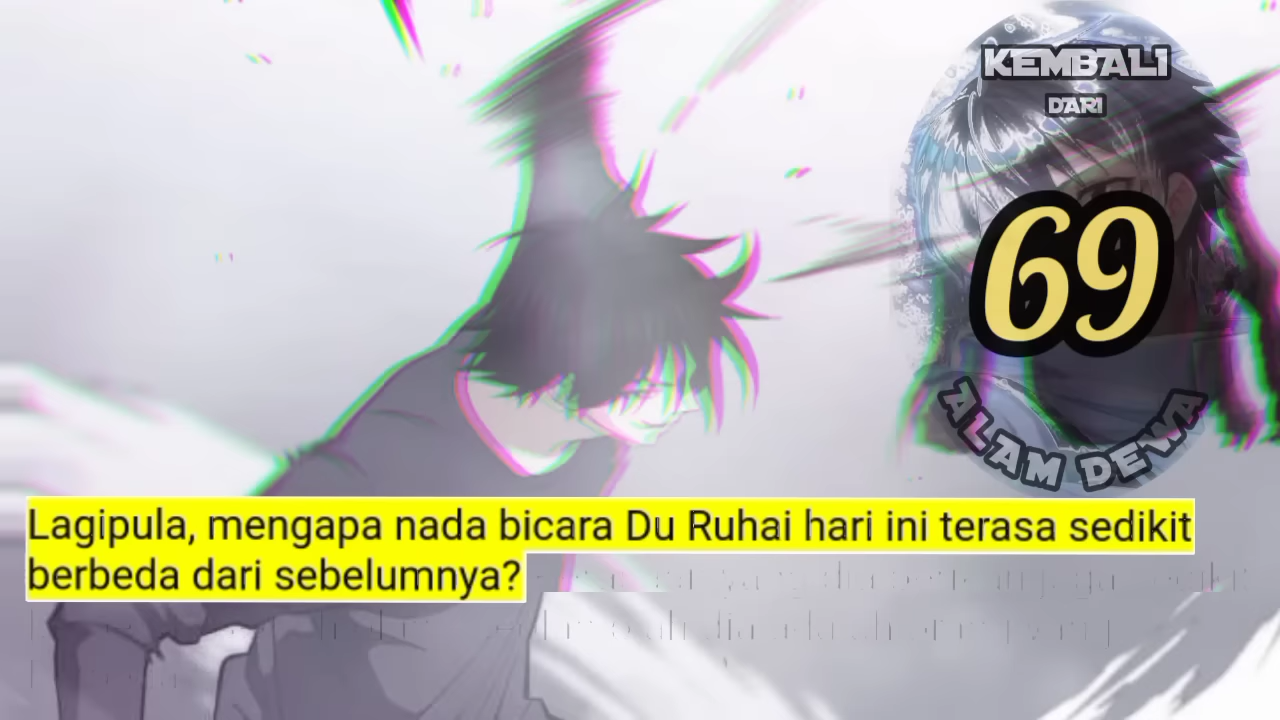 KEMBALI
DARI
69
ALAM DEWA
Lagipula, mengapa nada bicara Du Ruhai hari ini terasa sedikit
berbeda dari sebelumnya?